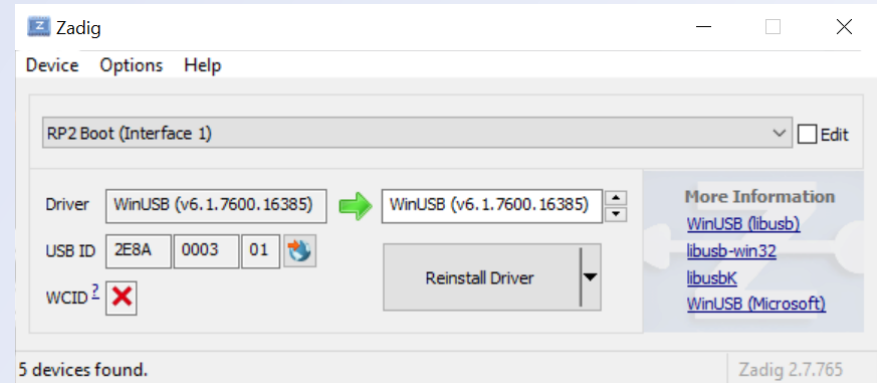 Z Zadig
Device Options Help
RP2 Boot (Interface 1)
Edit
Driver WinUSB (v6.1.7600.16385) WinUSB (v6.1.7600.16385)
USB ID 2E8A 0003 01
WCID ?
Reinstall Driver
More Information
WinUSB (libusb)
libusb-win32
libusbK
WinUSB (Microsoft)
5 devices found.
Zadig 2.7.765